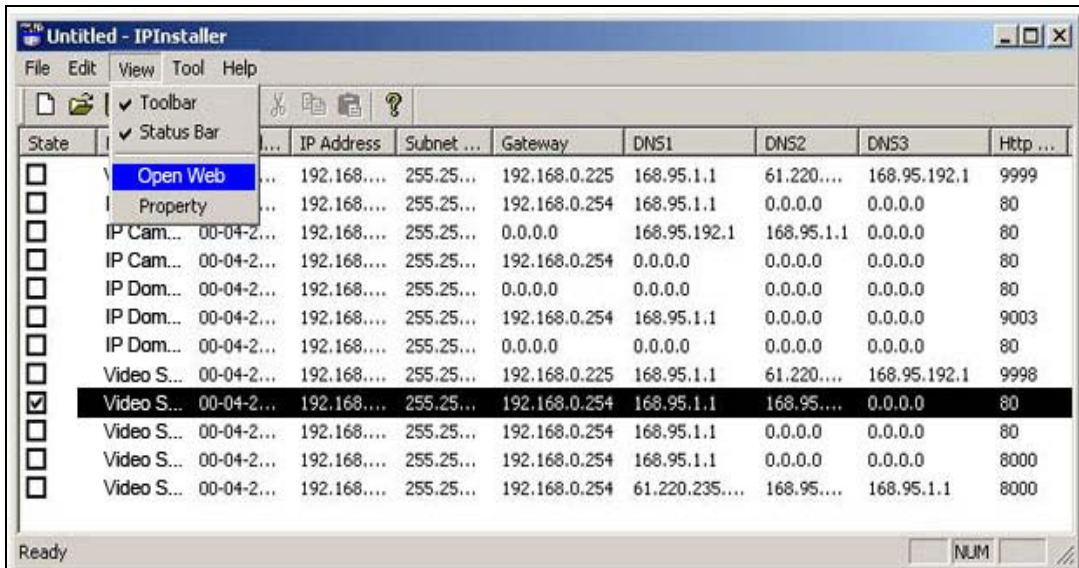 Untitled - IPInstaller
File Edit View Tool Help
Toolbar
Status Bar
Open Web
Property
State IP Address Subnet ... Gateway DNS1 DNS2 DNS3 Http ...
192.168.... 255.25... 192.168.0.225 168.95.1.1 61.220.... 168.95.192.1 9999
192.168.... 255.25... 192.168.0.254 168.95.1.1 0.0.0.0 0.0.0.0 80
IP Cam... 00-04-2... 192.168.... 255.25... 0.0.0.0 168.95.192.1 168.95.1.1 0.0.0.0 80
IP Cam... 00-04-2... 192.168.... 255.25... 192.168.0.254 0.0.0.0 0.0.0.0 0.0.0.0 80
IP Dom... 00-04-2... 192.168.... 255.25... 0.0.0.0 0.0.0.0 0.0.0.0 0.0.0.0 80
IP Dom... 00-04-2... 192.168.... 255.25... 192.168.0.254 168.95.1.1 0.0.0.0 0.0.0.0 9003
IP Dom... 00-04-2... 192.168.... 255.25... 0.0.0.0 0.0.0.0 0.0.0.0 0.0.0.0 80
Video S... 00-04-2... 192.168.... 255.25... 192.168.0.225 168.95.1.1 61.220.... 168.95.192.1 9998
Video S... 00-04-2... 192.168.... 255.25... 192.168.0.254 168.95.1.1 168.95.... 0.0.0.0 80
Video S... 00-04-2... 192.168.... 255.25... 192.168.0.254 168.95.1.1 0.0.0.0 0.0.0.0 80
Video S... 00-04-2... 192.168.... 255.25... 192.168.0.254 168.95.1.1 0.0.0.0 0.0.0.0 8000
Video S... 00-04-2... 192.168.... 255.25... 192.168.0.254 61.220.235.... 168.95.... 168.95.1.1 8000
Ready NUM